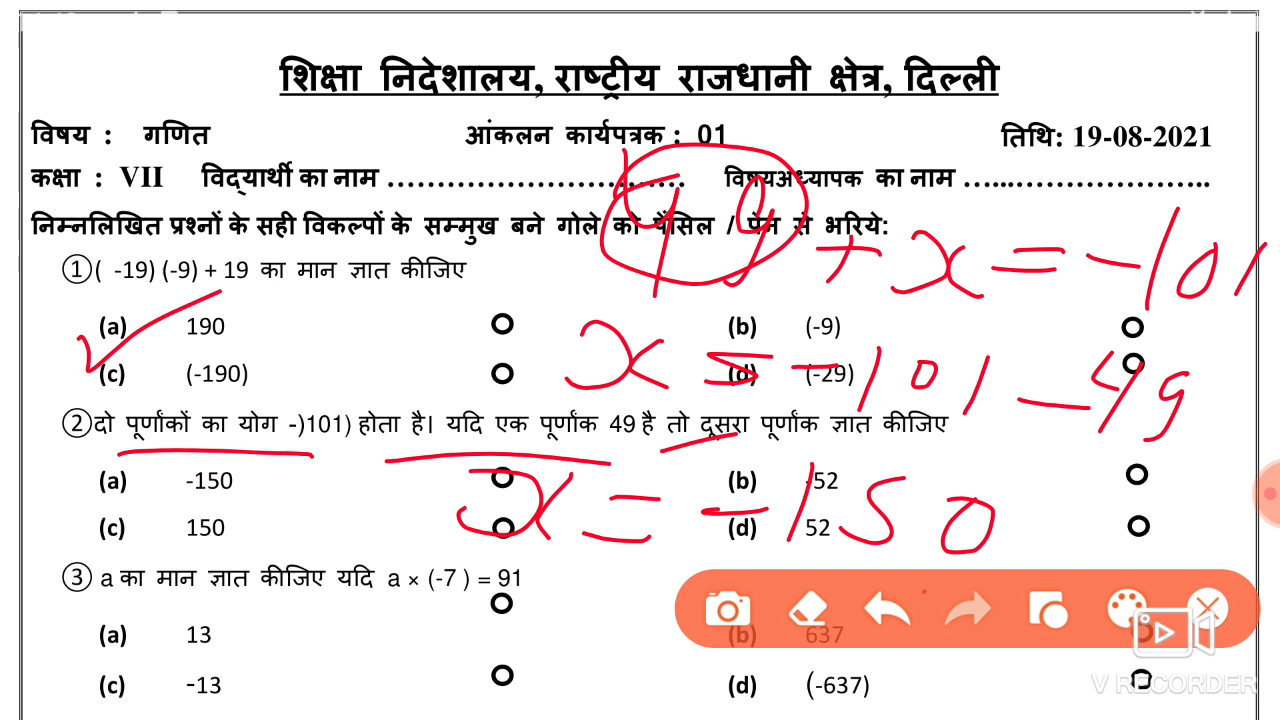 शिक्षा निदेशालय, राष्ट्रीय राजधानी क्षेत्र, दिल्ली
विषय : गणित आंकलन कार्यपत्रक : 01 तिथि: 19-08-2021
कक्षा : VII विद्यार्थी का नाम ………………………… विषयअध्यापक का नाम …...…………………..
निम्नलिखित प्रश्नों के सही विकल्पों के सम्मुख बने गोले को पेंसिल / पेन से भरिये:
49 + x = -101
①( -19) (-9) + 19 का मान ज्ञात कीजिए
(a) 190 (b) (-9)
x = -101 - 49
(c) (-190) (d) (-29)
②दो पूर्णांकों का योग -)101) होता है। यदि एक पूर्णांक 49 है तो दूसरा पूर्णांक ज्ञात कीजिए
(a) -150 (b) -52
x = -150
(c) 150 (d) 52
③ a का मान ज्ञात कीजिए यदि a × (-7 ) = 91
(a) 13 (b) 637
(c) -13 (d) (-637)
V RECORDER